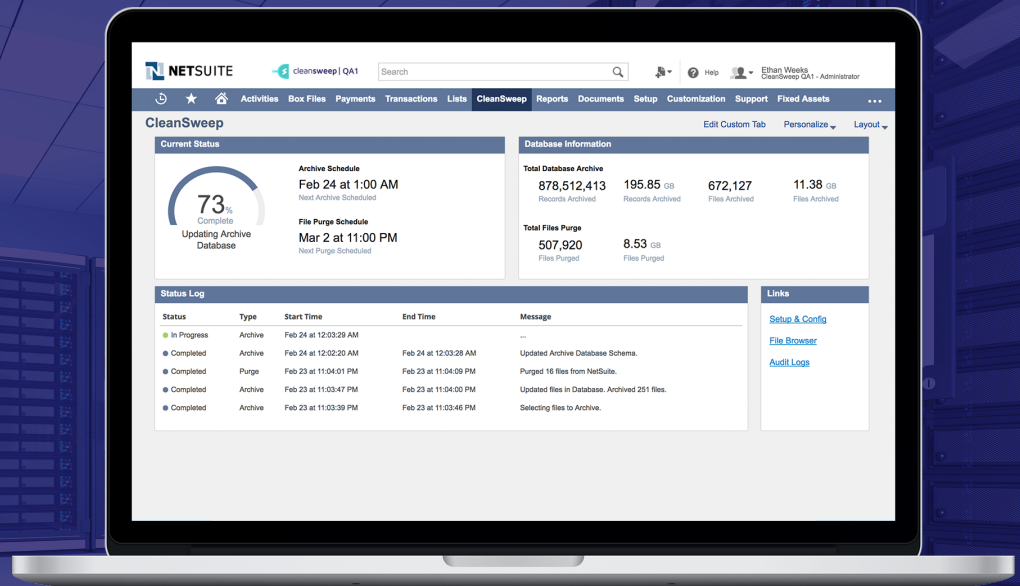 NETSUITE
cleansweep | QA1
Search
Help
Ethan Weeks
CleanSweep QA1 - Administrator
Activities Box Files Payments Transactions Lists CleanSweep Reports Documents Setup Customization Support Fixed Assets
CleanSweep
Edit Custom Tab Personalize Layout
Current Status
73%
Complete
Updating Archive
Database
Archive Schedule
Feb 24 at 1:00 AM
Next Archive Scheduled
File Purge Schedule
Mar 2 at 11:00 PM
Next Purge Scheduled
Database Information
Total Database Archive
878,512,413 195.85 GB 672,127 11.38 GB
Records Archived Records Archived Files Archived Files Archived
Total Files Purge
507,920 8.53 GB
Files Purged Files Purged
Status Log
Status Type Start Time End Time Message
In Progress Archive Feb 24 at 12:03:29 AM ...
Completed Archive Feb 24 at 12:02:20 AM Feb 24 at 12:03:28 AM Updated Archive Database Schema.
Completed Purge Feb 23 at 11:04:01 PM Feb 23 at 11:04:09 PM Purged 16 files from NetSuite.
Completed Archive Feb 23 at 11:03:47 PM Feb 23 at 11:04:00 PM Updated files in Database. Archived 251 files.
Completed Archive Feb 23 at 11:03:39 PM Feb 23 at 11:03:46 PM Selecting files to Archive.
Links
Setup & Config
File Browser
Audit Logs